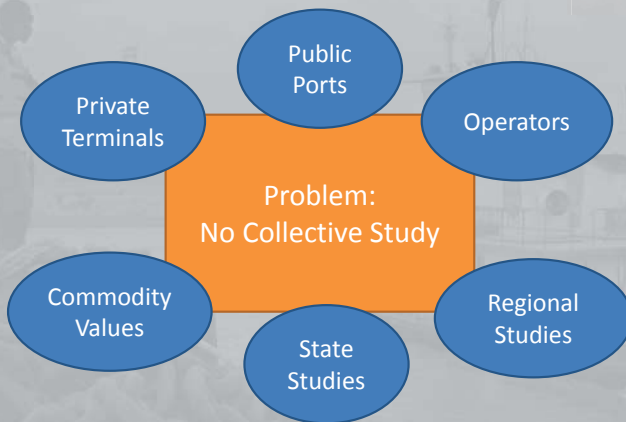 Public
Ports
Private
Terminals
Operators
Problem:
No Collective Study
Commodity
Values
Regional
Studies
State
Studies